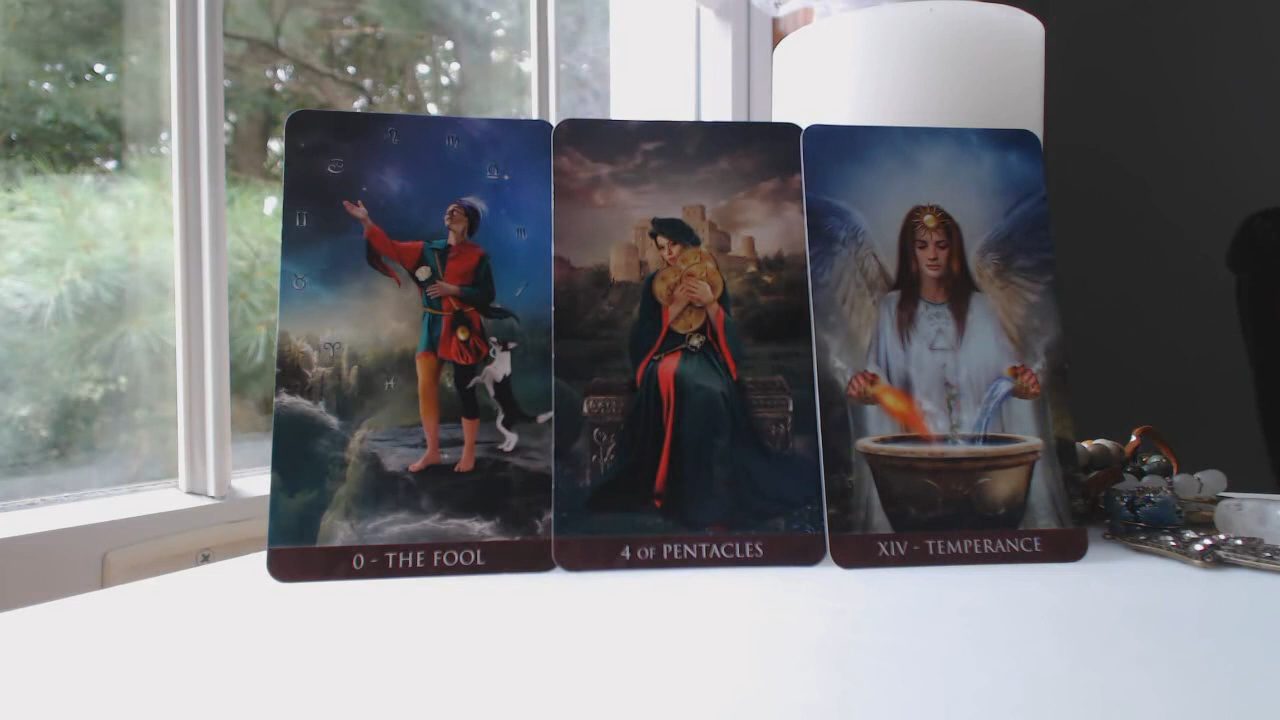 0 - THE FOOL
4 OF PENTACLES
XIV - TEMPERANCE